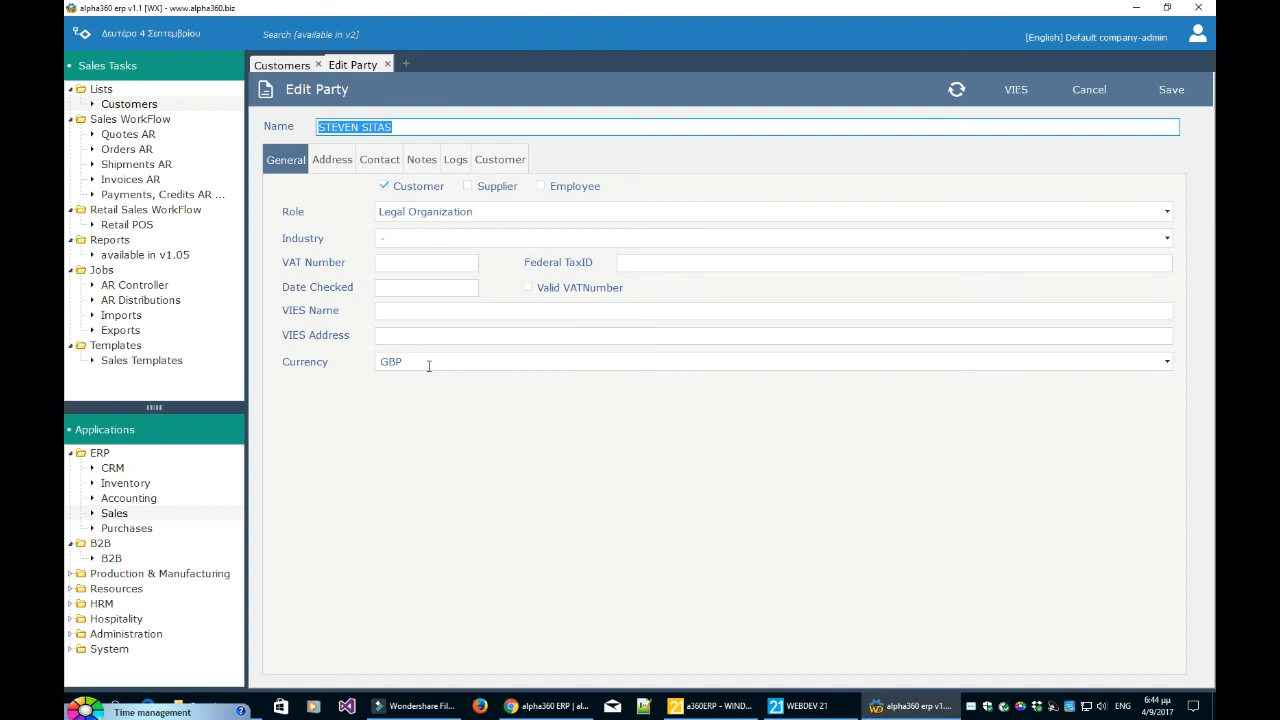 alpha360 erp v1.1 [WX] - www.alpha360.biz
Δευτέρα 4 Σεπτεμβρίου
Search [available in v2]
[English] Default company-admin
Sales Tasks
Customers
Edit Party
Lists
Customers
Sales WorkFlow
Quotes AR
Orders AR
Shipments AR
Invoices AR
Payments, Credits AR ...
Retail Sales WorkFlow
Retail POS
Reports
available in v1.05
Jobs
AR Controller
AR Distributions
Imports
Exports
Templates
Sales Templates
Applications
ERP
CRM
Inventory
Accounting
Sales
Purchases
B2B
B2B
Production & Manufacturing
Resources
HRM
Hospitality
Administration
System
Edit Party
VIES
Cancel
Save
Name STEVEN SITAS
General Address Contact Notes Logs Customer
Customer Supplier Employee
Role Legal Organization
Industry -
VAT Number Federal TaxID
Date Checked Valid VATNumber
VIES Name
VIES Address
Currency GBP
Time management
Wondershare Fil...
alpha360 ERP | al...
21 a360ERP - WIND...
21 WEBDEV 21
alpha360 erp v1....
ENG
6:44 μμ
4/9/2017